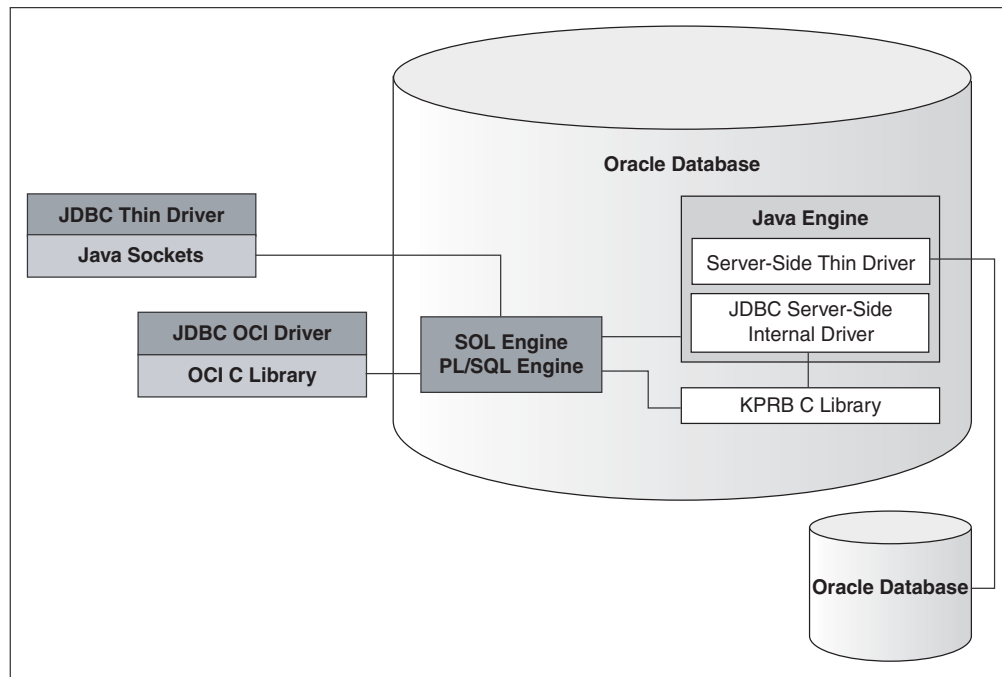 Oracle Database
JDBC Thin Driver
Java Sockets
JDBC OCI Driver
OCI C Library
SOL Engine
PL/SQL Engine
Java Engine
Server-Side Thin Driver
JDBC Server-Side
Internal Driver
KPRB C Library
Oracle Database